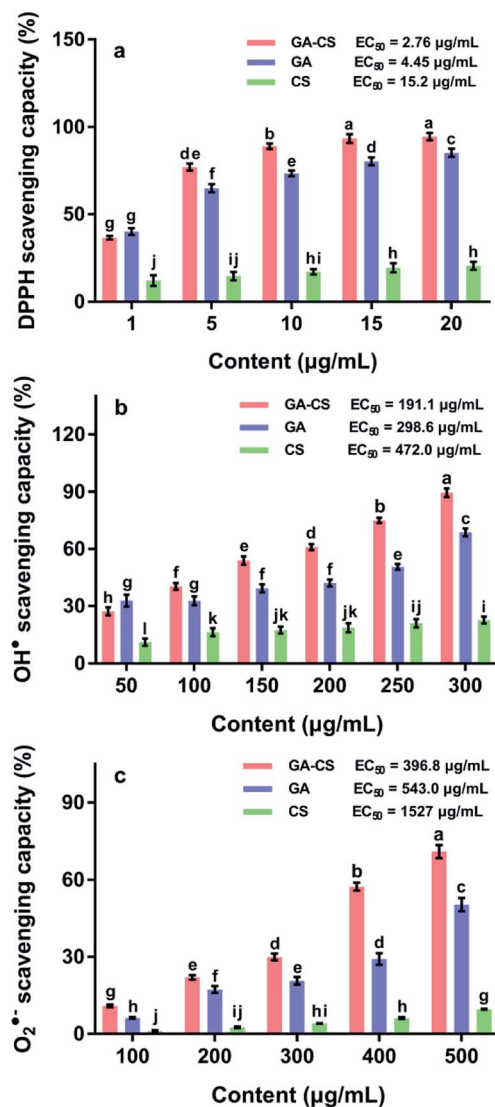 DPPH scavenging capacity (%)
150
100
50
0
a
GA-CS EC50 = 2.76 μg/mL
GA EC50 = 4.45 μg/mL
CS EC50 = 15.2 μg/mL
g g j
de f ij
b e hi
a d h
a c h
1 5 10 15 20
Content (μg/mL)
OH• scavenging capacity (%)
120
90
60
30
0
b
GA-CS EC50 = 191.1 μg/mL
GA EC50 = 298.6 μg/mL
CS EC50 = 472.0 μg/mL
h g l
f g k
e f jk
d f jk
b e ij
a c i
50 100 150 200 250 300
Content (μg/mL)
O2•- scavenging capacity (%)
90
60
30
0
c
GA-CS EC50 = 396.8 μg/mL
GA EC50 = 543.0 μg/mL
CS EC50 = 1527 μg/mL
g h j
e f ij
d e hi
b d h
a c g
100 200 300 400 500
Content (μg/mL)